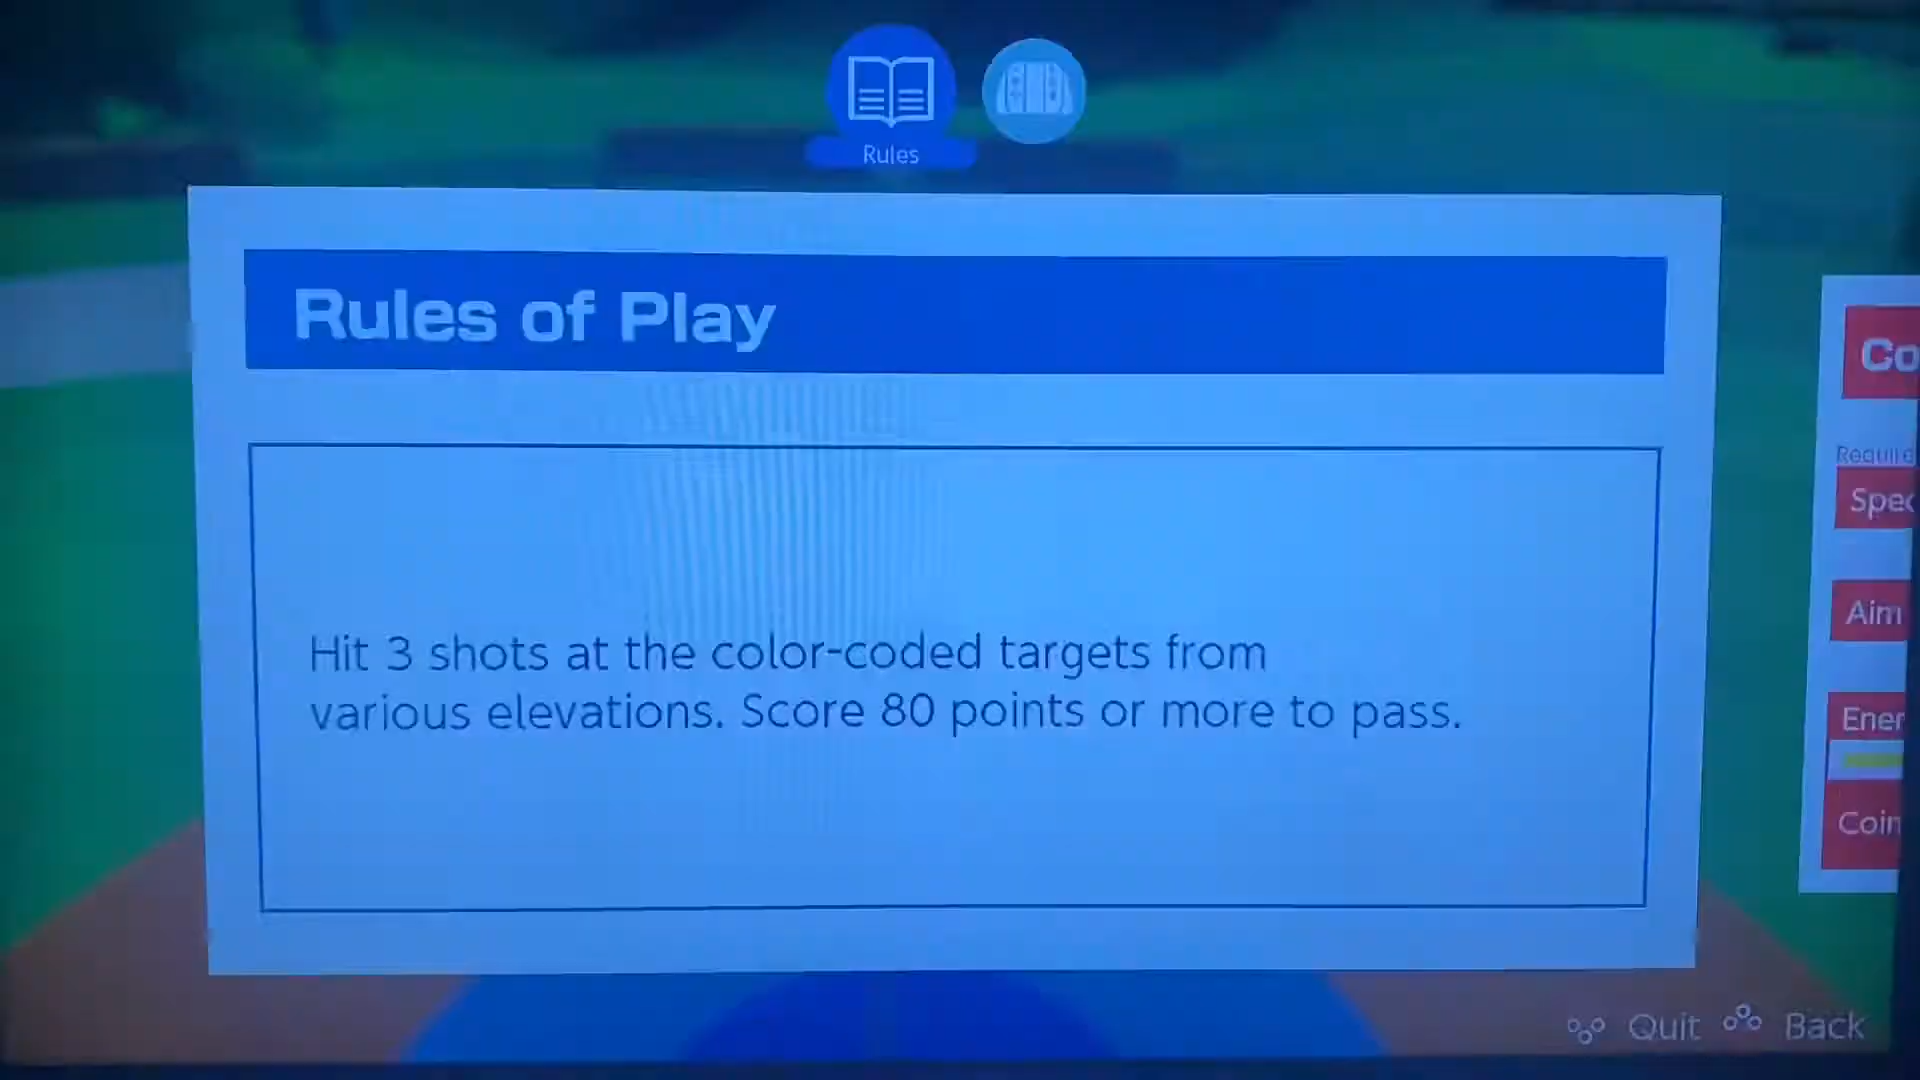 Rules
Rules of Play
Hit 3 shots at the color-coded targets from
various elevations. Score 80 points or more to pass.
Aim
Quit
Back